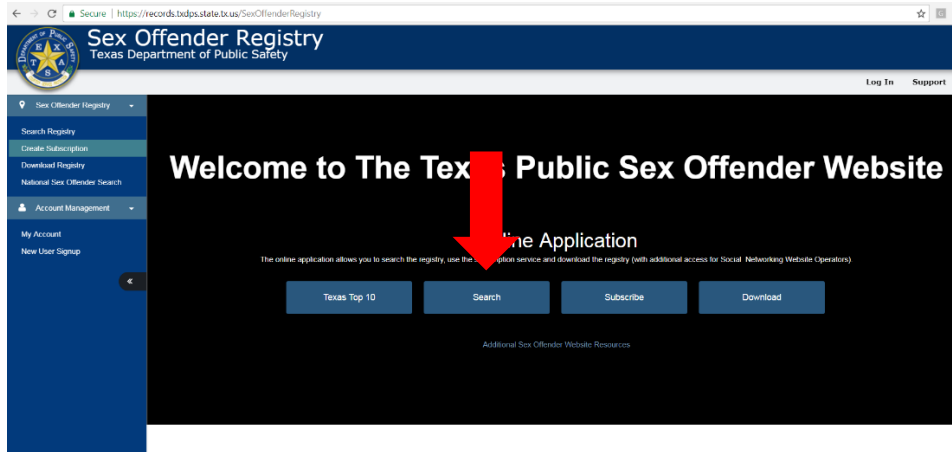 Secure | https://records.txdps.state.tx.us/SexOffenderRegistry
Sex Offender Registry
Texas Department of Public Safety
TEXAS
Log In Support
Sex Offender Registry
Search Registry
Create Subscription
Download Registry
National Sex Offender Search
Account Management
My Account
New User Signup
Welcome to The Public Sex Offender Website
Application
The online application allows you to search the registry, use the service and download the registry (with additional access for Social Networking Website Operators)
Texas Top 10 Search Subscribe Download
Additional Sex Offender Website Resources